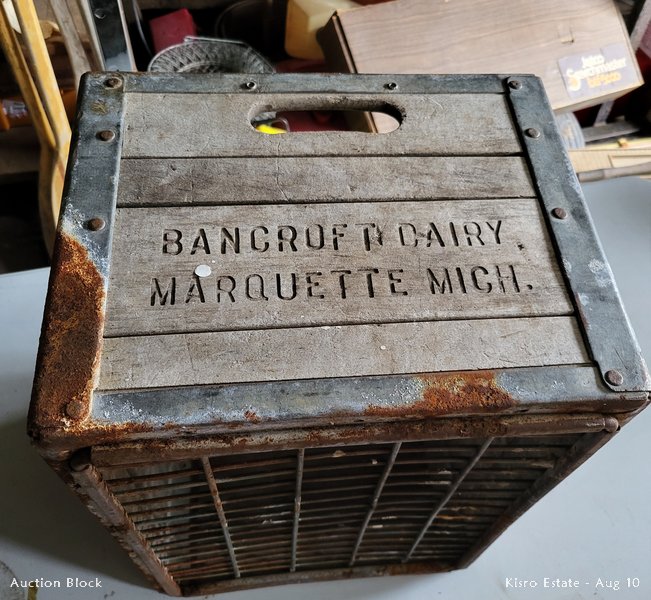 BANCROFT DAIRY,
MARQUETTE MICH.
Auction Block
Kisro Estate - Aug 10